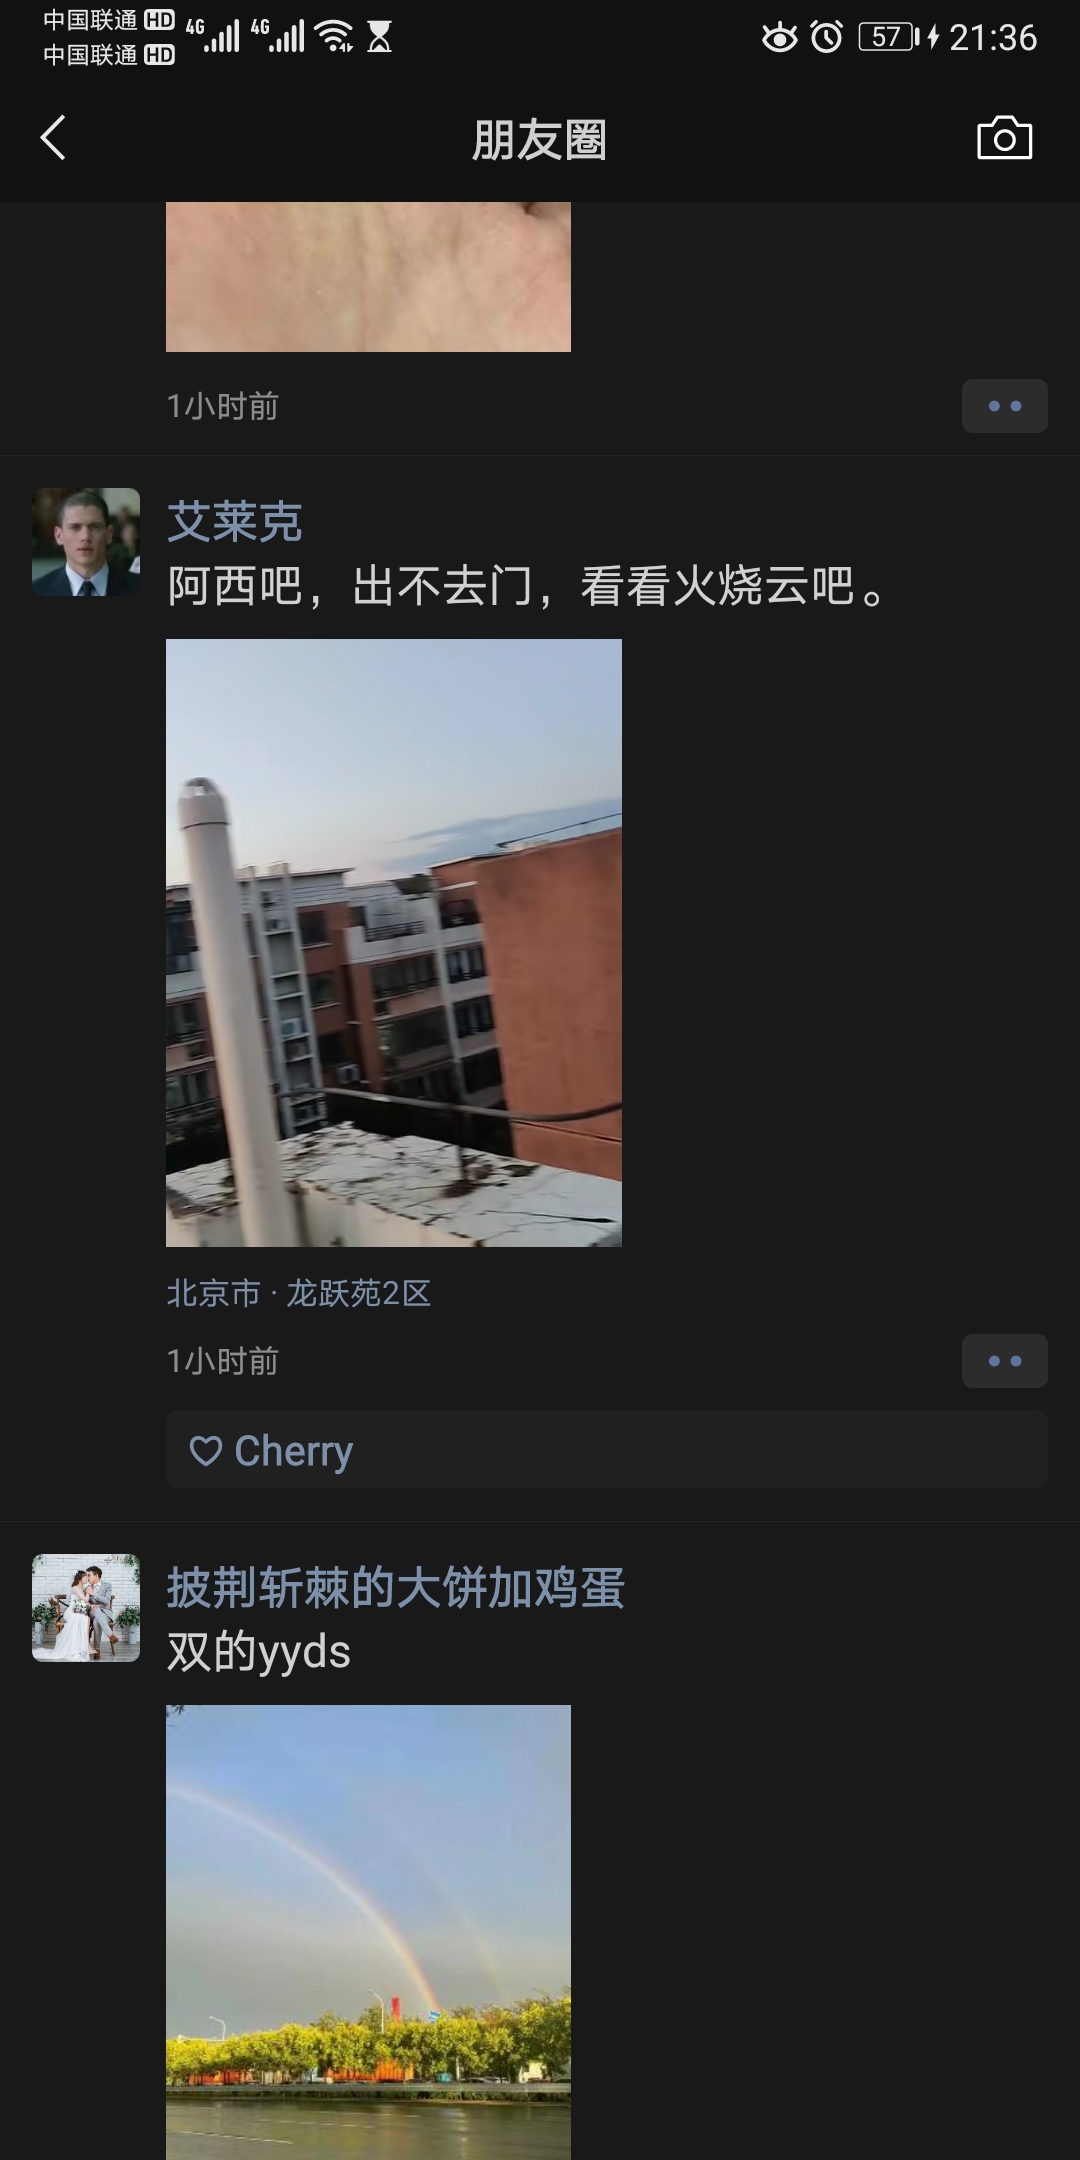 中国联通 HD 4G 4G 57 21:36
中国联通 HD
朋友圈
1小时前
艾莱克
阿西吧，出不去门，看看火烧云吧。
北京市 · 龙跃苑2区
1小时前
Cherry
披荆斩棘的大饼加鸡蛋
双的yyds